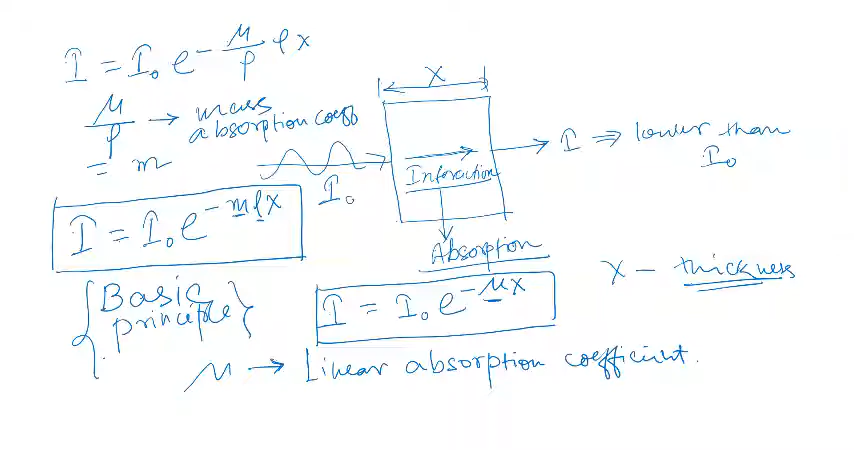 I = I₀ e^(- μ/ρ ρx)
μ/ρ → mass absorption coeff
= m
I = I₀ e^(-mρx)
{Basic principle}
x
I₀
Interaction
Absorption
I ⇒ lower than I₀
I = I₀ e^(-μx)
x - thickness
μ → Linear absorption coefficient.